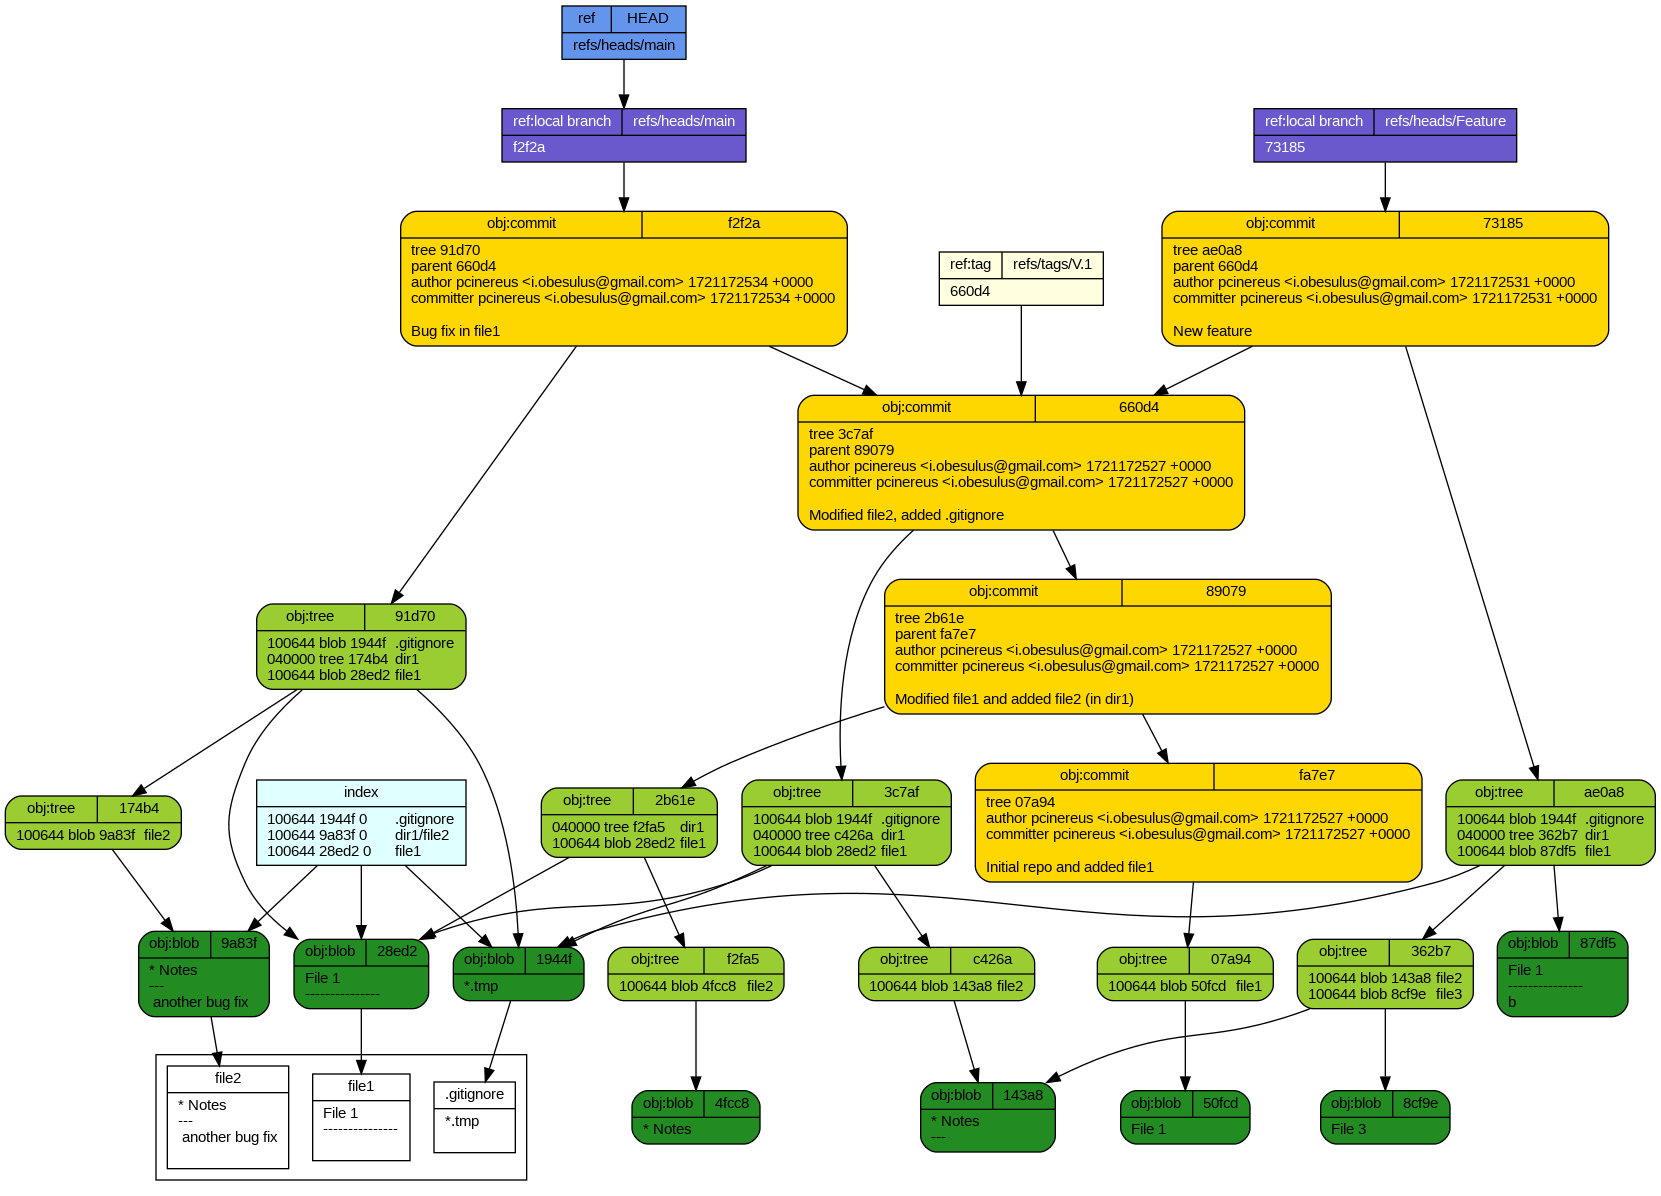 ref HEAD
refs/heads/main
ref:local branch refs/heads/main
f2f2a
ref:local branch refs/heads/Feature
73185
obj:commit f2f2a
tree 91d70
parent 660d4
author pcinereus <i.obesulus@gmail.com> 1721172534 +0000
committer pcinereus <i.obesulus@gmail.com> 1721172534 +0000
Bug fix in file1
ref:tag refs/tags/V.1
660d4
obj:commit 73185
tree ae0a8
parent 660d4
author pcinereus <i.obesulus@gmail.com> 1721172531 +0000
committer pcinereus <i.obesulus@gmail.com> 1721172531 +0000
New feature
obj:commit 660d4
tree 3c7af
parent 89079
author pcinereus <i.obesulus@gmail.com> 1721172527 +0000
committer pcinereus <i.obesulus@gmail.com> 1721172527 +0000
Modified file2, added .gitignore
obj:commit 89079
tree 2b61e
parent fa7e7
author pcinereus <i.obesulus@gmail.com> 1721172527 +0000
committer pcinereus <i.obesulus@gmail.com> 1721172527 +0000
Modified file1 and added file2 (in dir1)
obj:tree 91d70
100644 blob 1944f .gitignore
040000 tree 174b4 dir1
100644 blob 28ed2 file1
obj:tree 174b4
100644 blob 9a83f file2
index
100644 1944f 0 .gitignore
100644 9a83f 0 dir1/file2
100644 28ed2 0 file1
obj:tree 2b61e
040000 tree f2fa5 dir1
100644 blob 28ed2 file1
obj:tree 3c7af
100644 blob 1944f .gitignore
040000 tree c426a dir1
100644 blob 28ed2 file1
obj:commit fa7e7
tree 07a94
author pcinereus <i.obesulus@gmail.com> 1721172527 +0000
committer pcinereus <i.obesulus@gmail.com> 1721172527 +0000
Initial repo and added file1
obj:tree ae0a8
100644 blob 1944f .gitignore
040000 tree 362b7 dir1
100644 blob 87df5 file1
obj:blob 9a83f
* Notes
---
another bug fix
obj:blob 28ed2
File 1
---------------
obj:blob 1944f
*.tmp
obj:tree f2fa5
100644 blob 4fcc8 file2
obj:tree c426a
100644 blob 143a8 file2
obj:tree 07a94
100644 blob 50fcd file1
obj:tree 362b7
100644 blob 143a8 file2
100644 blob 8cf9e file3
obj:blob 87df5
File 1
---------------
b
file2
* Notes
---
another bug fix
file1
File 1
---------------
.gitignore
*.tmp
obj:blob 4fcc8
* Notes
obj:blob 143a8
* Notes
---
obj:blob 50fcd
File 1
obj:blob 8cf9e
File 3